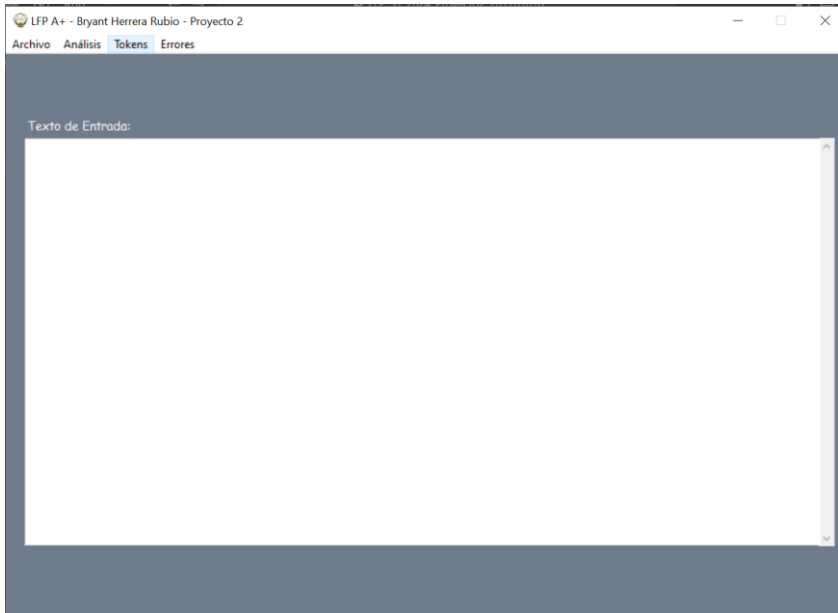 LFP A+ - Bryant Herrera Rubio - Proyecto 2
Archivo Análisis Tokens Errores
Texto de Entrada: